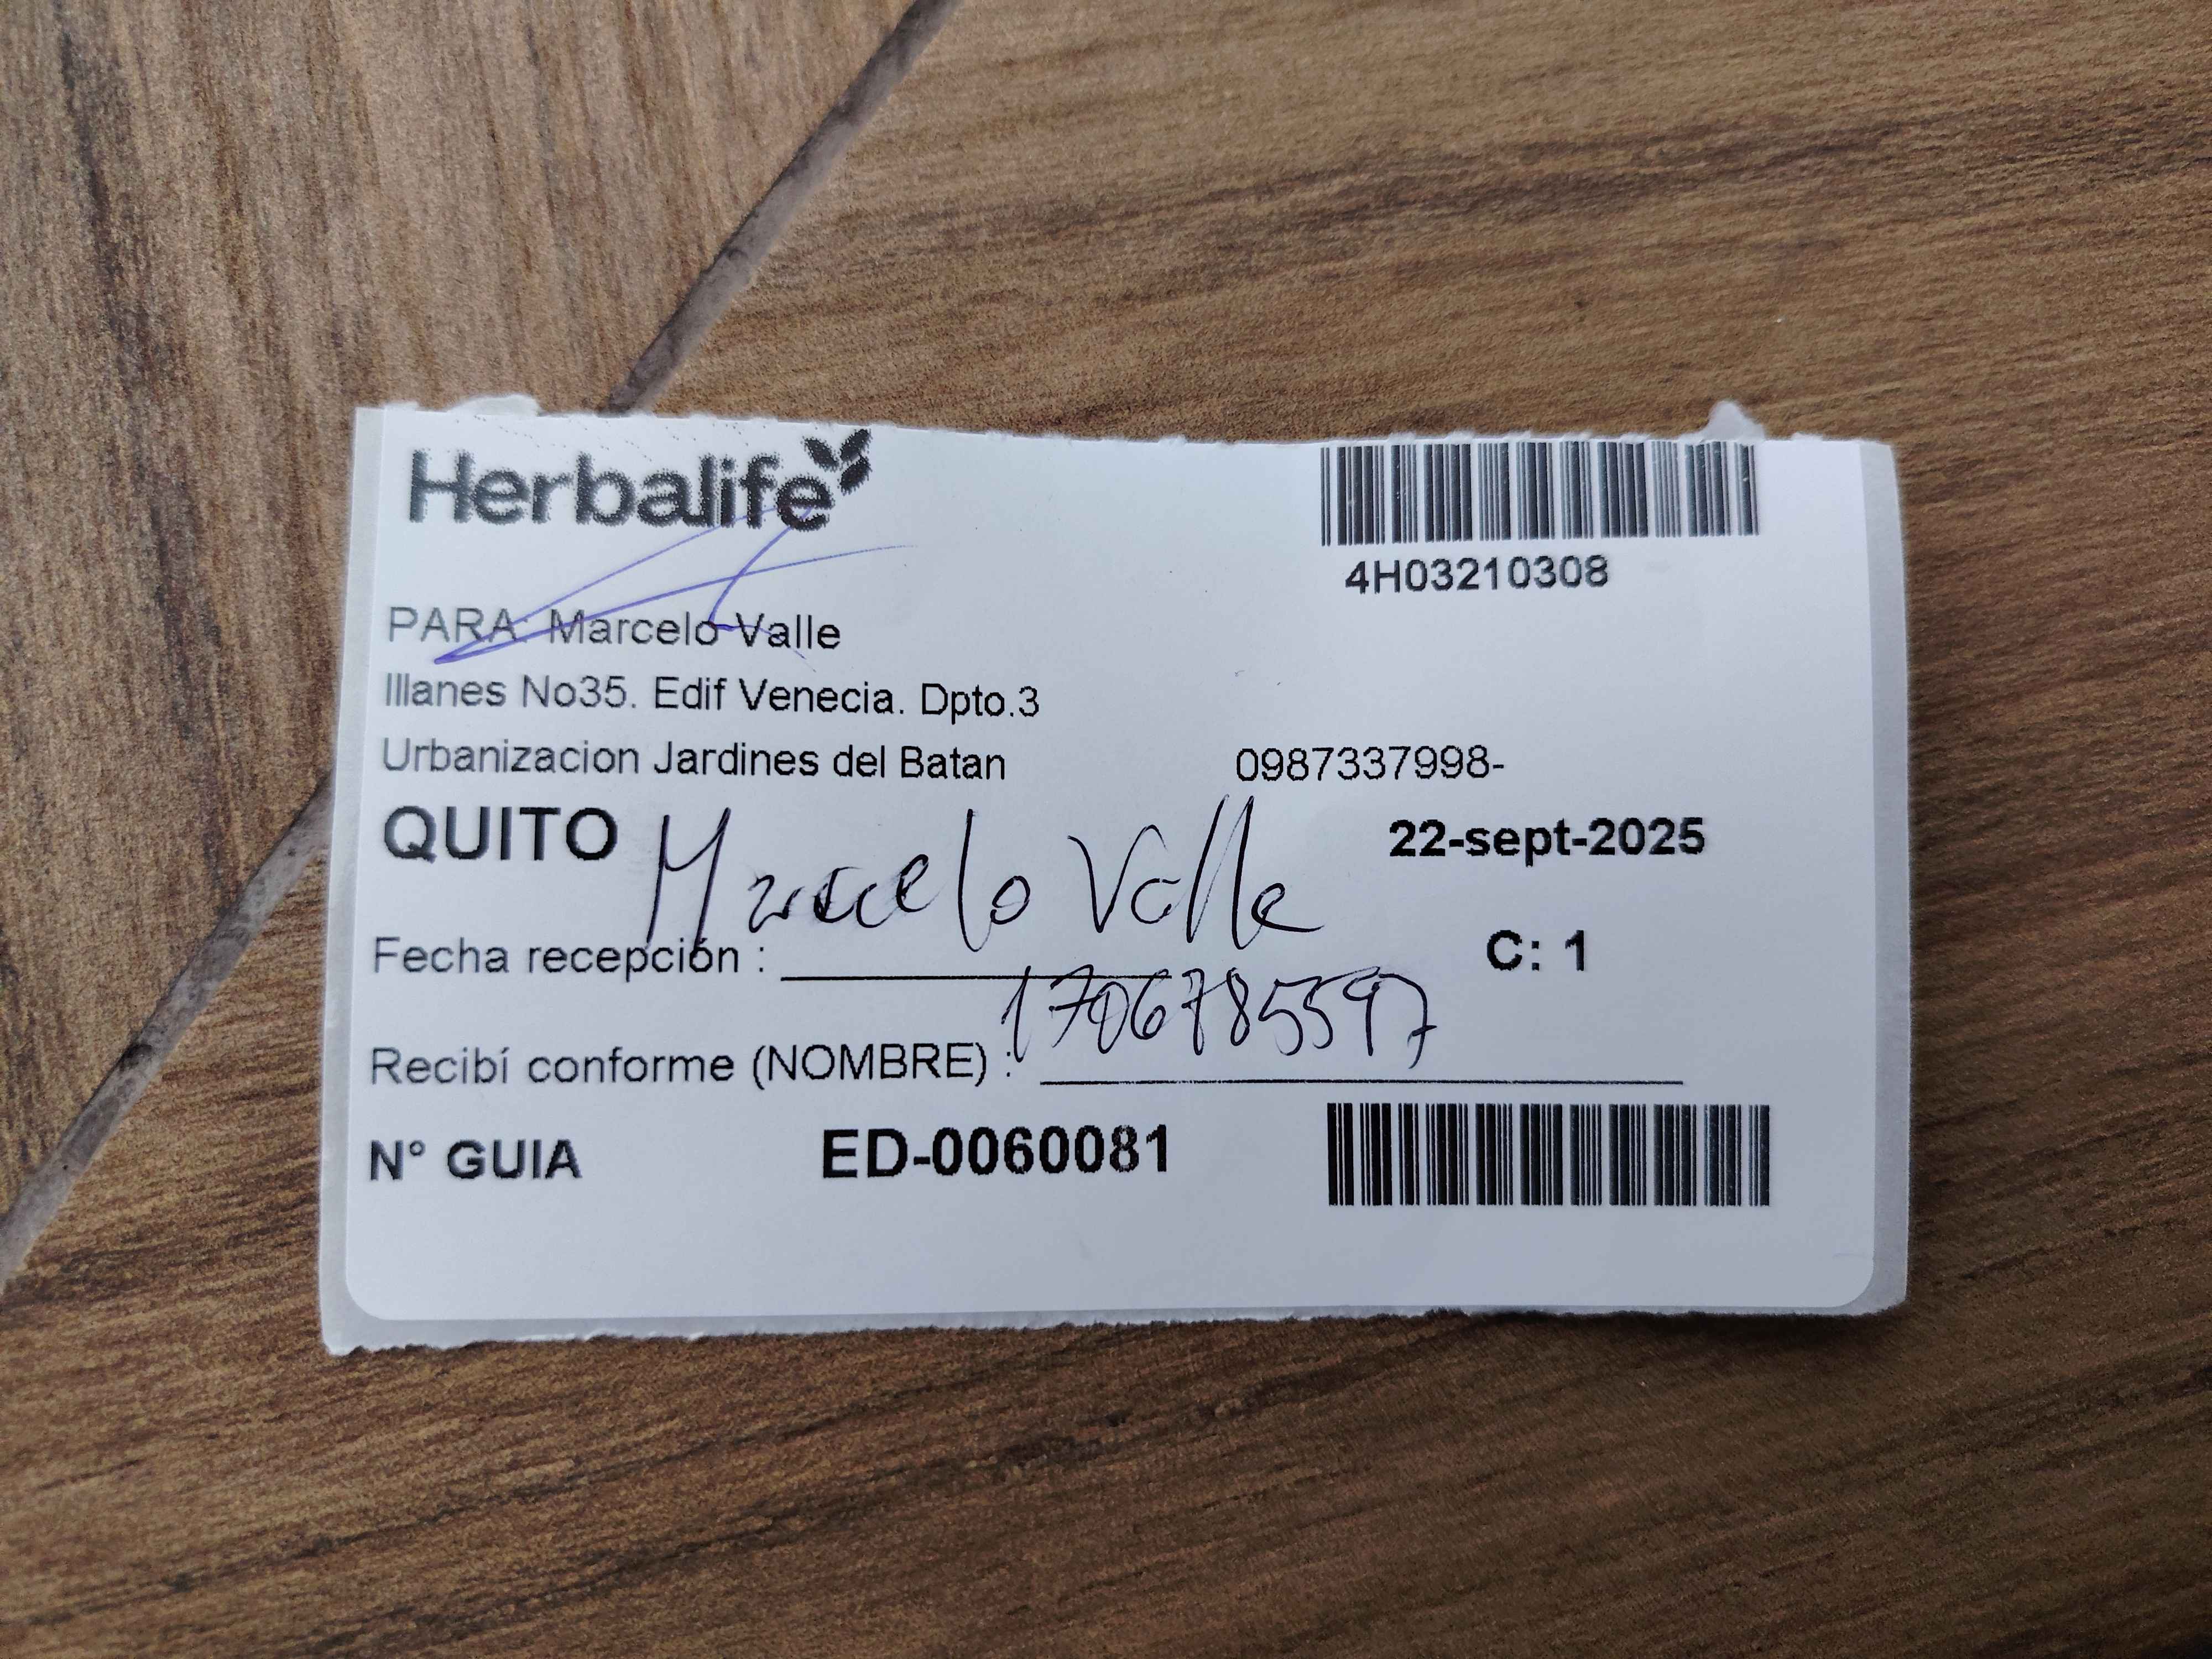 Herbalife
4H03210308
PARA: Marcelo Valle
Illanes No35. Edif Venecia. Dpto.3
Urbanizacion Jardines del Batan 0987337998-
QUITO 22-sept-2025
Marcelo Valle
Fecha recepción : C: 1
1706785597
Recibí conforme (NOMBRE) :
N° GUIA ED-0060081